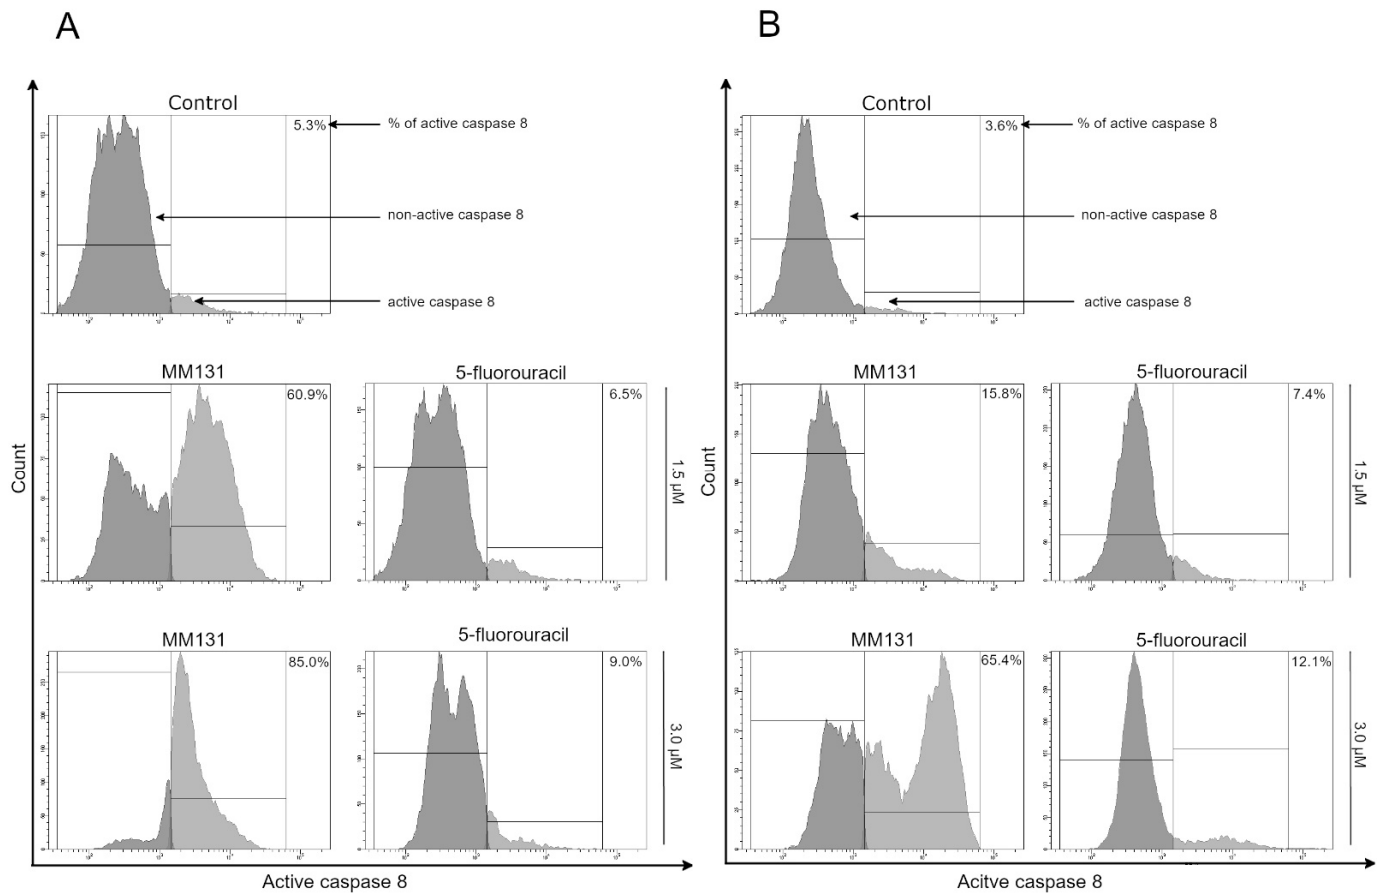 A
B
Control
5.3%
% of active caspase 8
non-active caspase 8
active caspase 8
Control
3.6%
% of active caspase 8
non-active caspase 8
active caspase 8
MM131
60.9%
5-fluorouracil
6.5%
1.5 μM
MM131
15.8%
5-fluorouracil
7.4%
1.5 μM
Count
Count
MM131
85.0%
5-fluorouracil
9.0%
3.0 μM
MM131
65.4%
5-fluorouracil
12.1%
3.0 μM
Active caspase 8
Acitve caspase 8